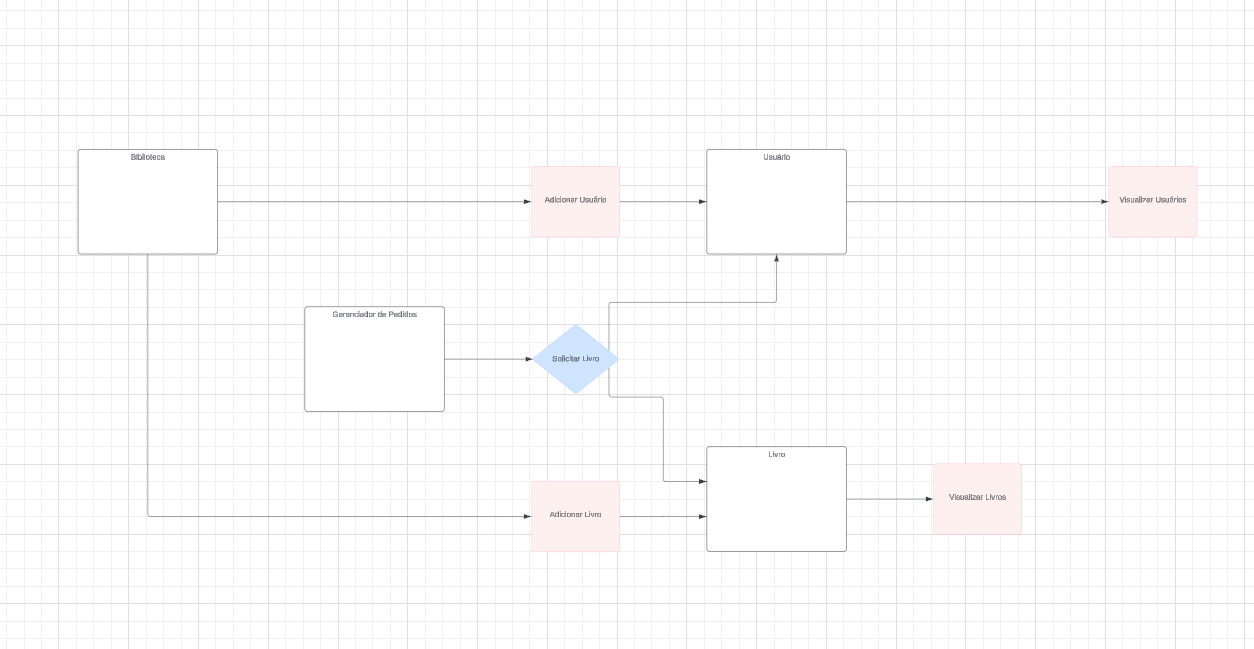 Biblioteca
Usuário
Adicionar Usuário
Visualizar Usuários
Gerenciador de Pedidos
Solicitar Livro
Livro
Adicionar Livro
Visualizar Livros